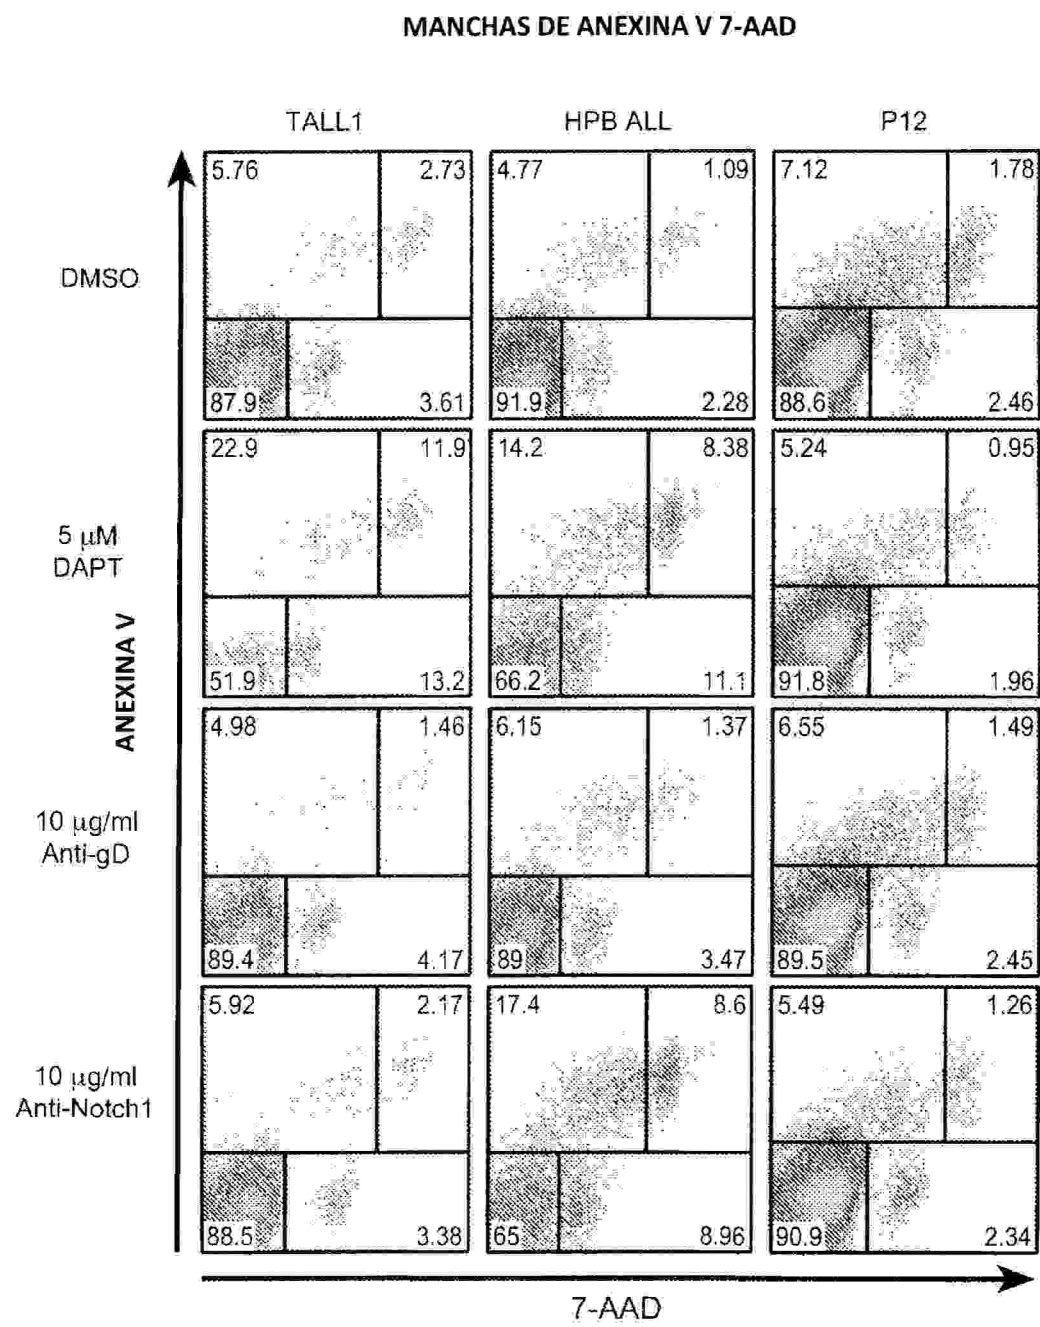 MANCHAS DE ANEXINA V 7-AAD
TALL1 HPB ALL P12
5.76 2.73 4.77 1.09 7.12 1.78
DMSO
87.9 3.61 91.9 2.28 88.6 2.46
22.9 11.9 14.2 8.38 5.24 0.95
5 μM
DAPT
51.9 13.2 66.2 11.1 91.8 1.96
ANEXINA V
4.98 1.46 6.15 1.37 6.55 1.49
10 μg/ml
Anti-gD
89.4 4.17 89 3.47 89.5 2.45
5.92 2.17 17.4 8.6 5.49 1.26
10 μg/ml
Anti-Notch1
88.5 3.38 65 8.96 90.9 2.34
7-AAD